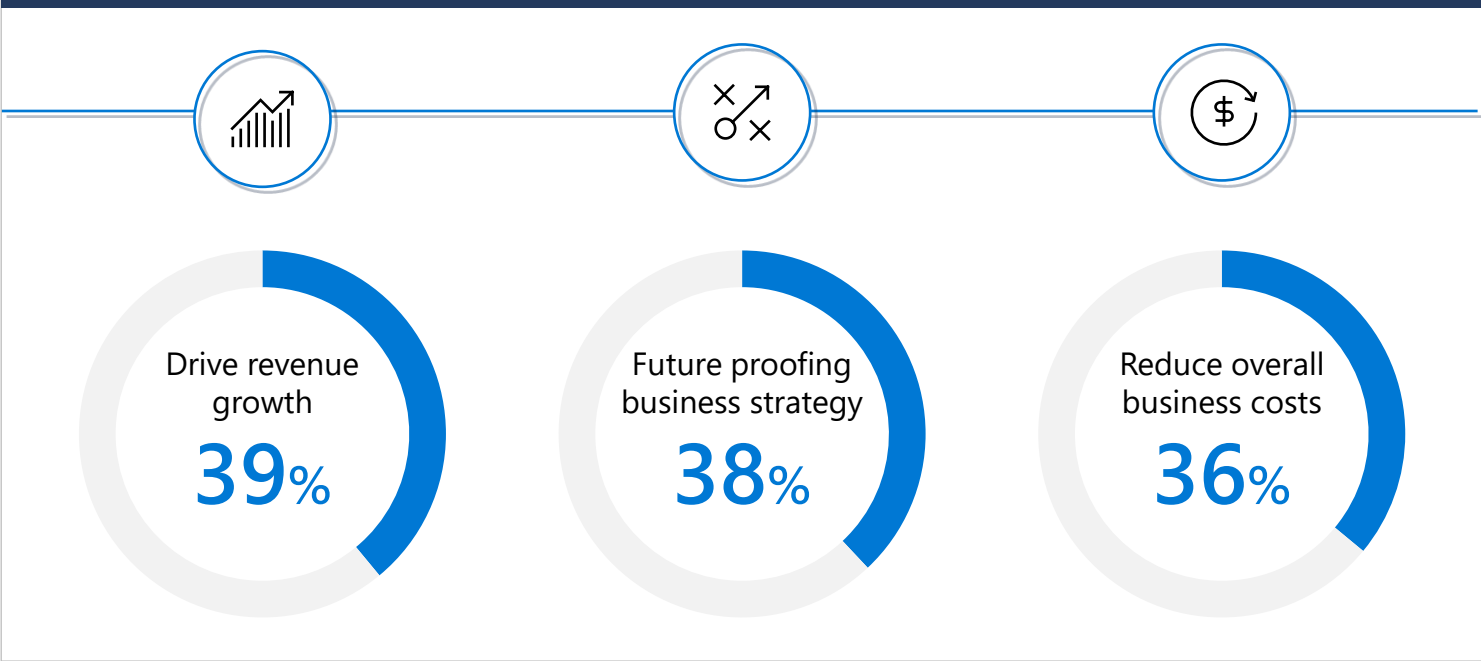 Drive revenue
growth
39%
Future proofing
business strategy
38%
Reduce overall
business costs
36%